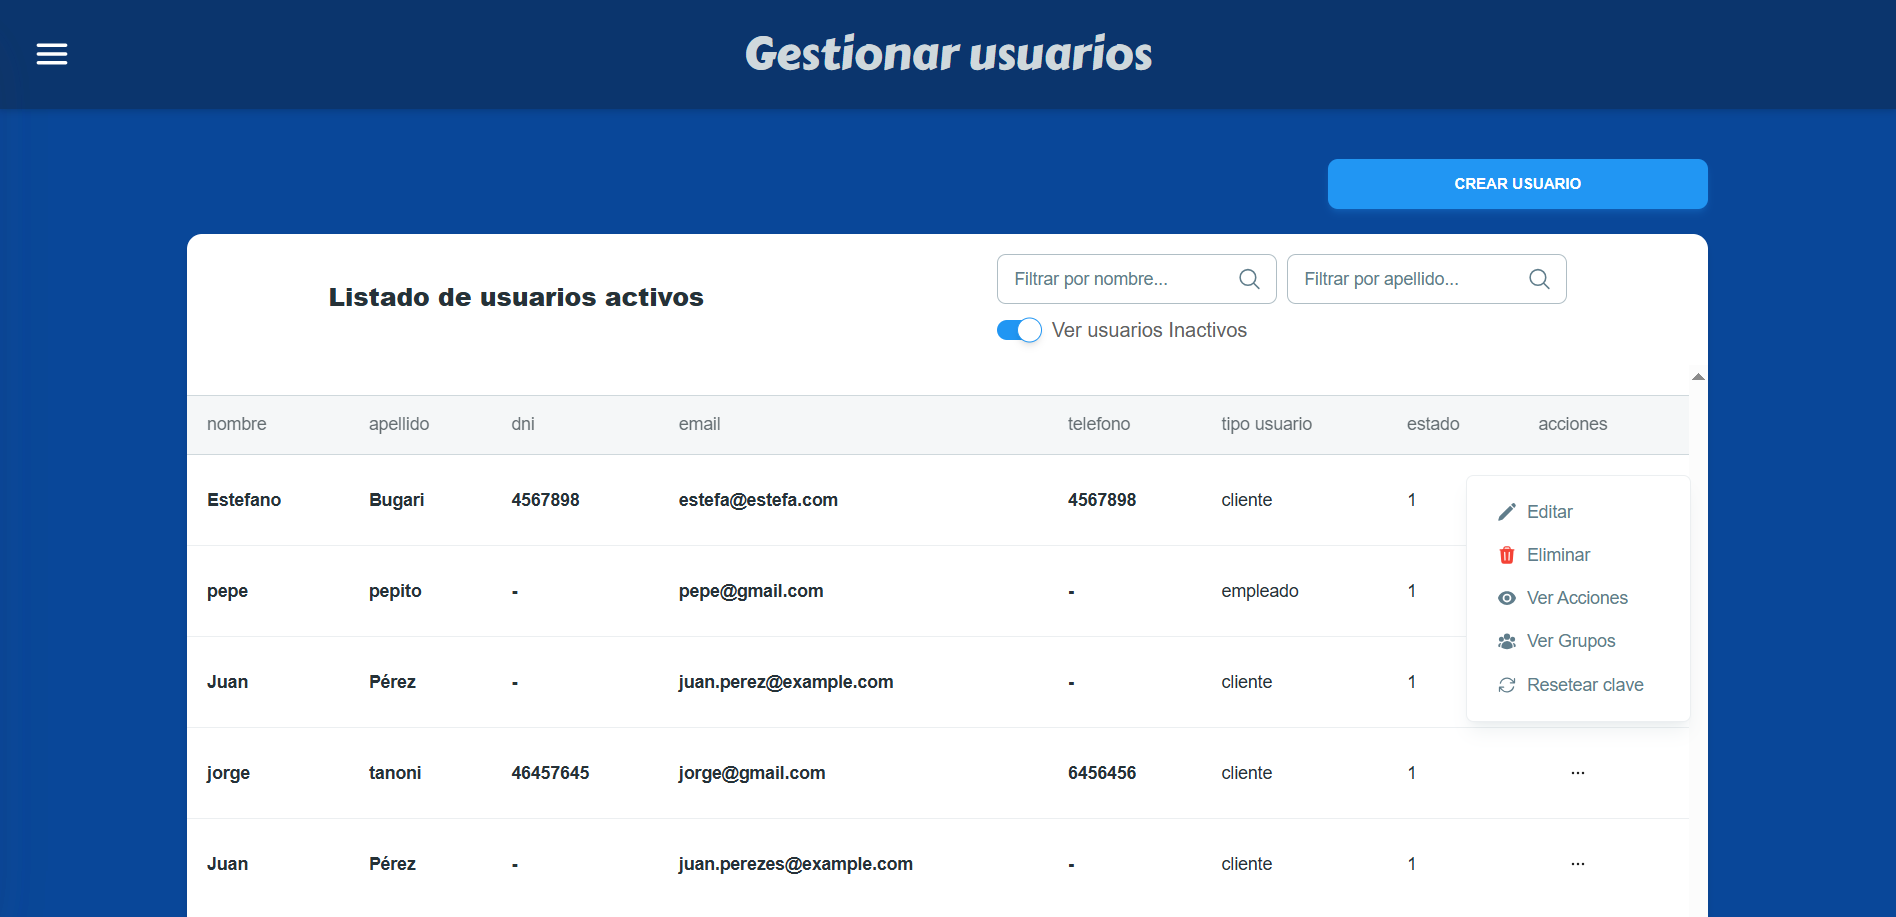 Gestionar usuarios
CREAR USUARIO
Listado de usuarios activos
Filtrar por nombre...
Filtrar por apellido...
Ver usuarios Inactivos
nombre apellido dni email telefono tipo usuario estado acciones
Estefano Bugari 4567898 estefa@estefa.com 4567898 cliente 1
pepe pepito - pepe@gmail.com - empleado 1
Juan Pérez - juan.perez@example.com - cliente 1
jorge tanoni 46457645 jorge@gmail.com 6456456 cliente 1 ...
Juan Pérez - juan.perezes@example.com - cliente 1 ...
Editar
Eliminar
Ver Acciones
Ver Grupos
Resetear clave